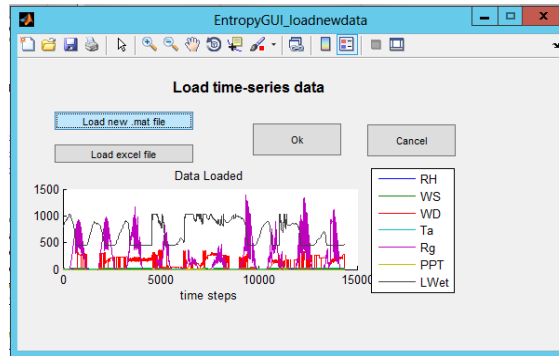 EntropyGUI_loadnewdata
Load time-series data
Load new .mat file
Ok
Cancel
Load excel file
Data Loaded
1500
1000
500
0
0
5000
10000
15000
time steps
RH
WS
WD
Ta
Rg
PPT
LWet